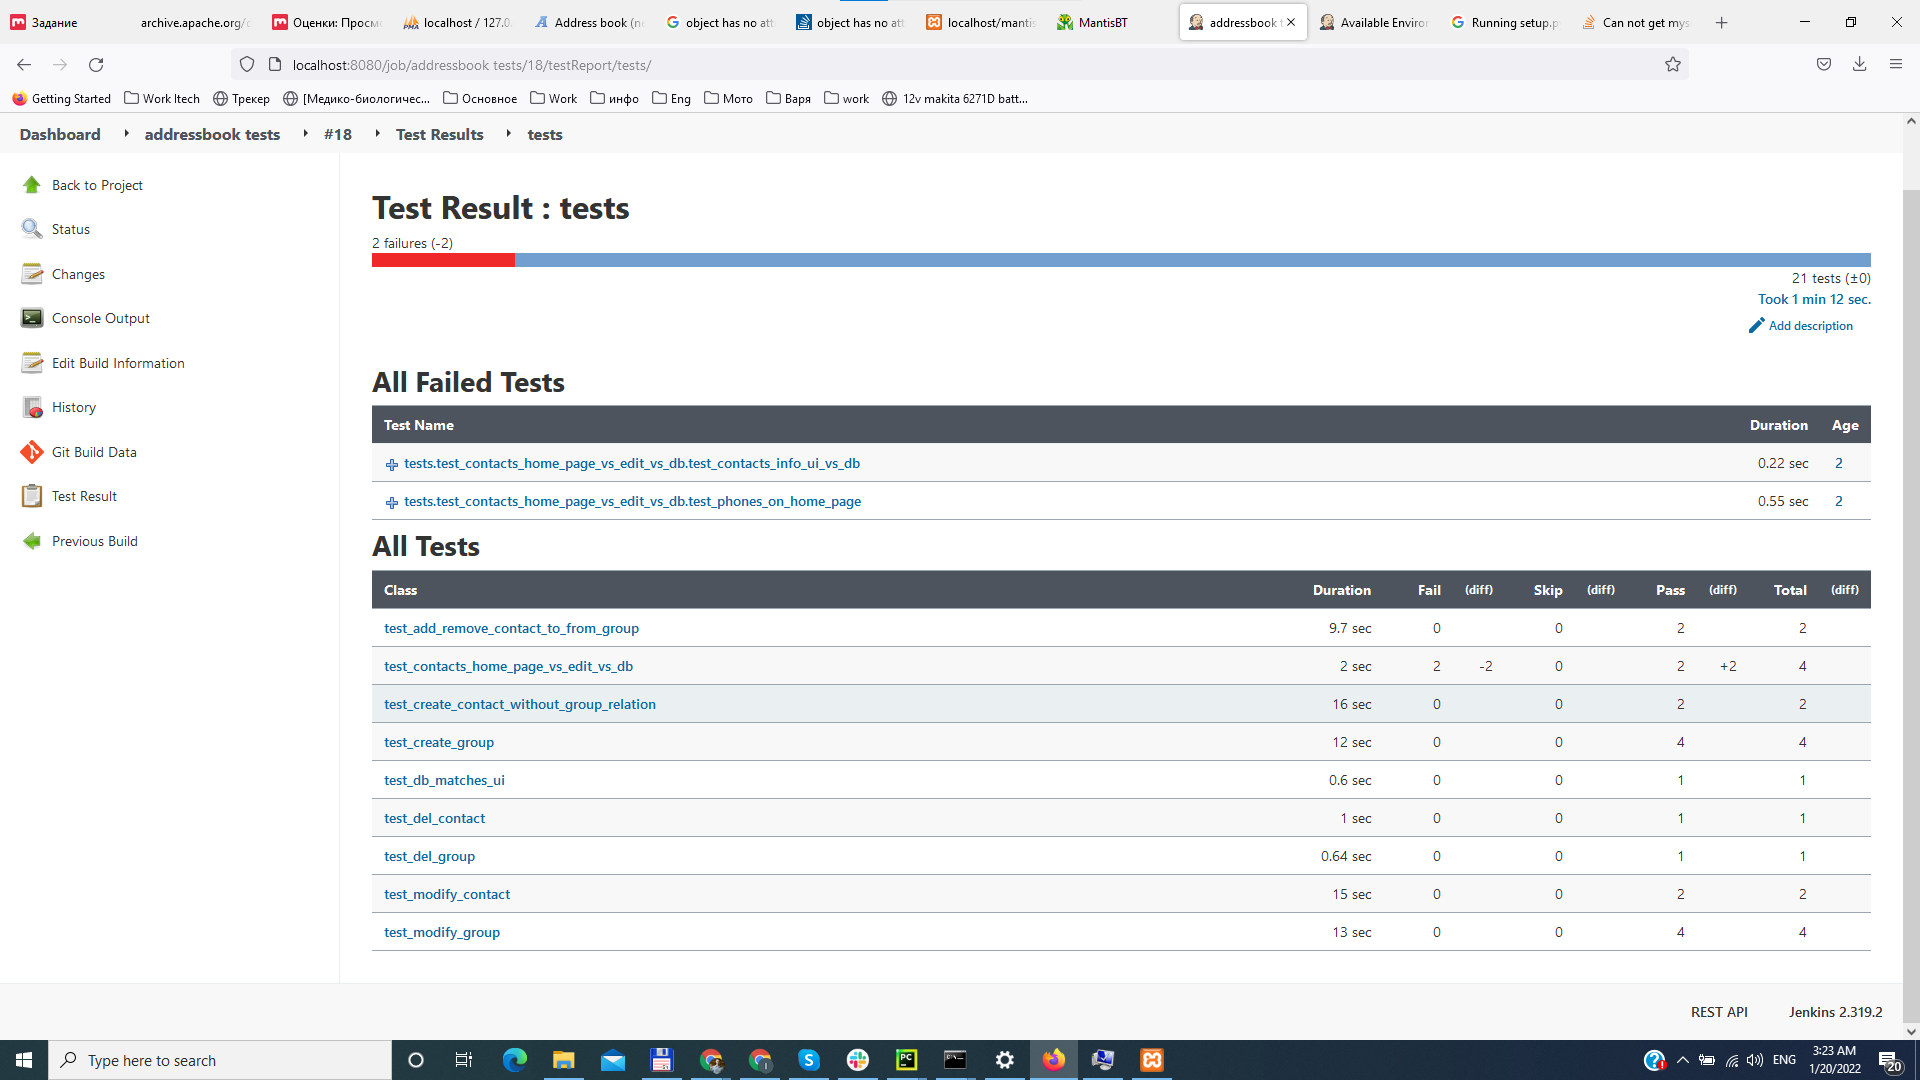 Задание
archive.apache.org/
Оценки: Просм
localhost / 127.0.
Address book (n
object has no att
object has no att
localhost/mantis
MantisBT
addressbook t
Available Enviror
Running setup.p
Can not get mys
localhost:8080/job/addressbook tests/18/testReport/tests/
Getting Started
Work Itech
Трекер
[Медико-биологичес...
Основное
Work
инфо
Eng
Мото
Варя
work
12v makita 6271D batt...
Dashboard
addressbook tests
#18
Test Results
tests
Back to Project
Status
Changes
Console Output
Edit Build Information
History
Git Build Data
Test Result
Previous Build
Test Result : tests
2 failures (-2)
21 tests (±0)
Took 1 min 12 sec.
Add description
All Failed Tests
Test Name Duration Age
tests.test_contacts_home_page_vs_edit_vs_db.test_contacts_info_ui_vs_db 0.22 sec 2
tests.test_contacts_home_page_vs_edit_vs_db.test_phones_on_home_page 0.55 sec 2
All Tests
Class Duration Fail (diff) Skip (diff) Pass (diff) Total (diff)
test_add_remove_contact_to_from_group 9.7 sec 0 0 2 2
test_contacts_home_page_vs_edit_vs_db 2 sec 2 -2 0 2 +2 4
test_create_contact_without_group_relation 16 sec 0 0 2 2
test_create_group 12 sec 0 0 4 4
test_db_matches_ui 0.6 sec 0 0 1 1
test_del_contact 1 sec 0 0 1 1
test_del_group 0.64 sec 0 0 1 1
test_modify_contact 15 sec 0 0 2 2
test_modify_group 13 sec 0 0 4 4
REST API
Jenkins 2.319.2
Type here to search
ENG
3:23 AM
1/20/2022
20